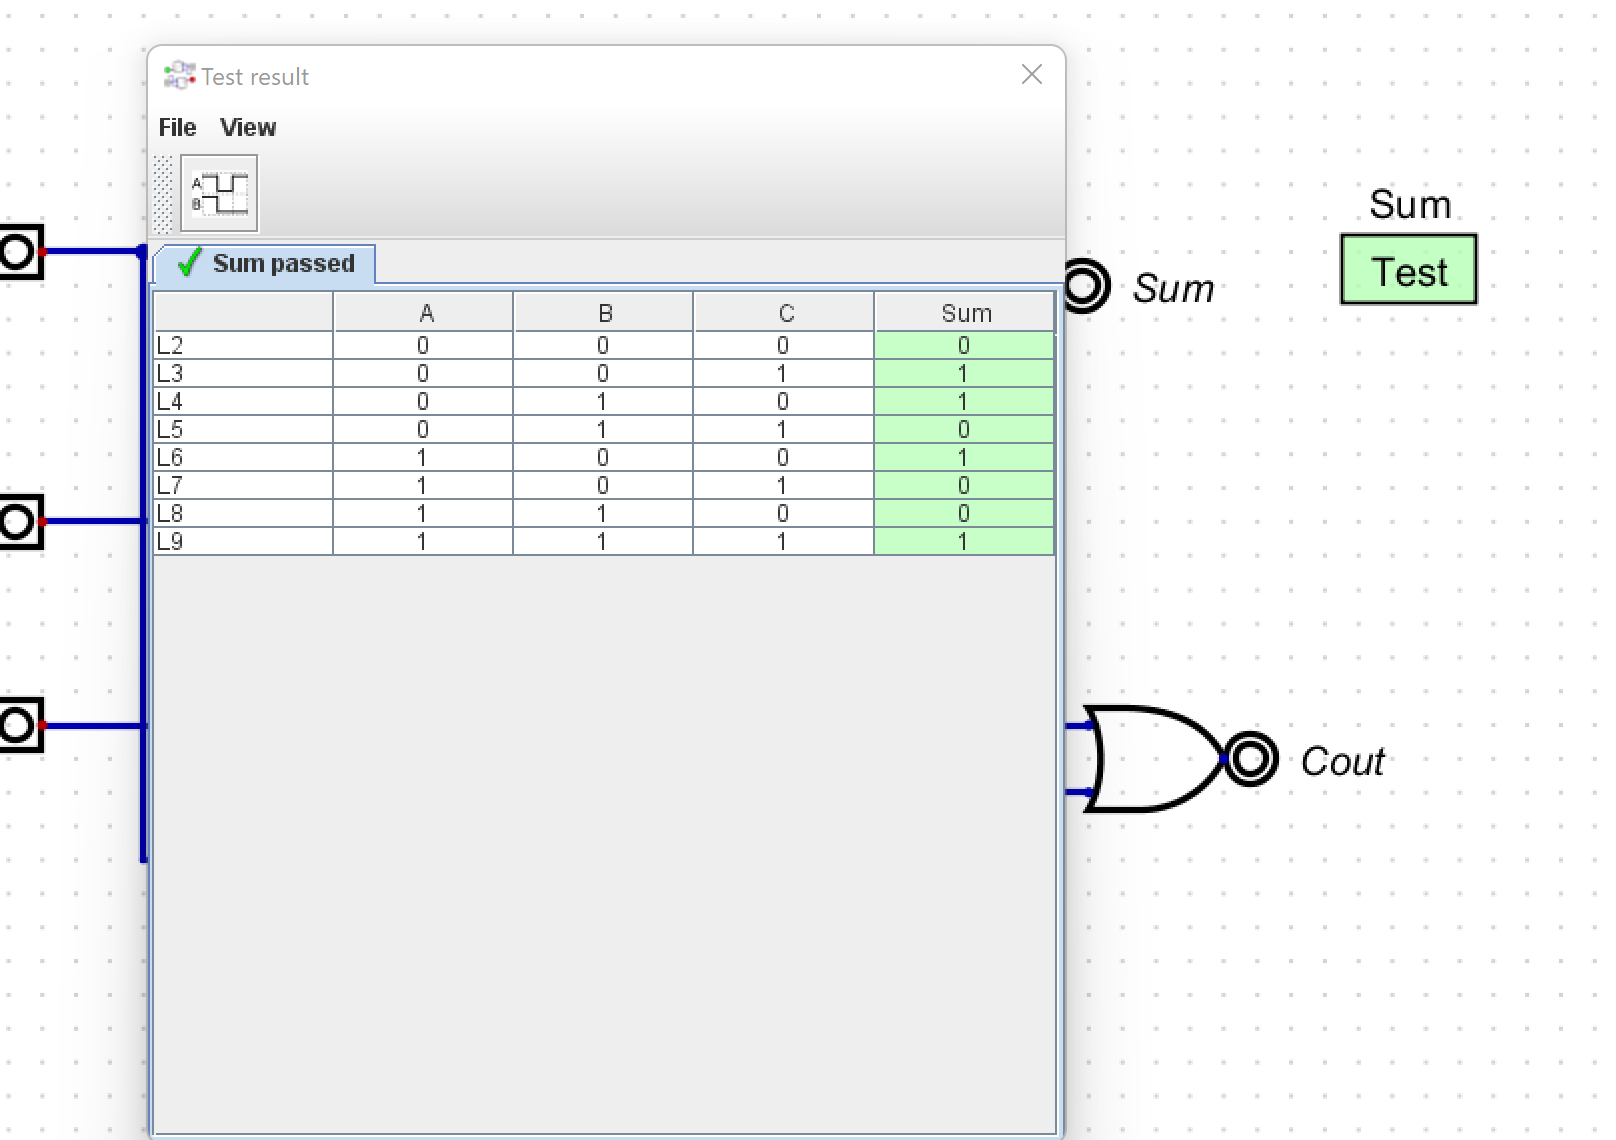 Test result
File View
A
B
Sum passed
A B C Sum
L2 0 0 0 0
L3 0 0 1 1
L4 0 1 0 1
L5 0 1 1 0
L6 1 0 0 1
L7 1 0 1 0
L8 1 1 0 0
L9 1 1 1 1
Sum
Sum
Test
Cout